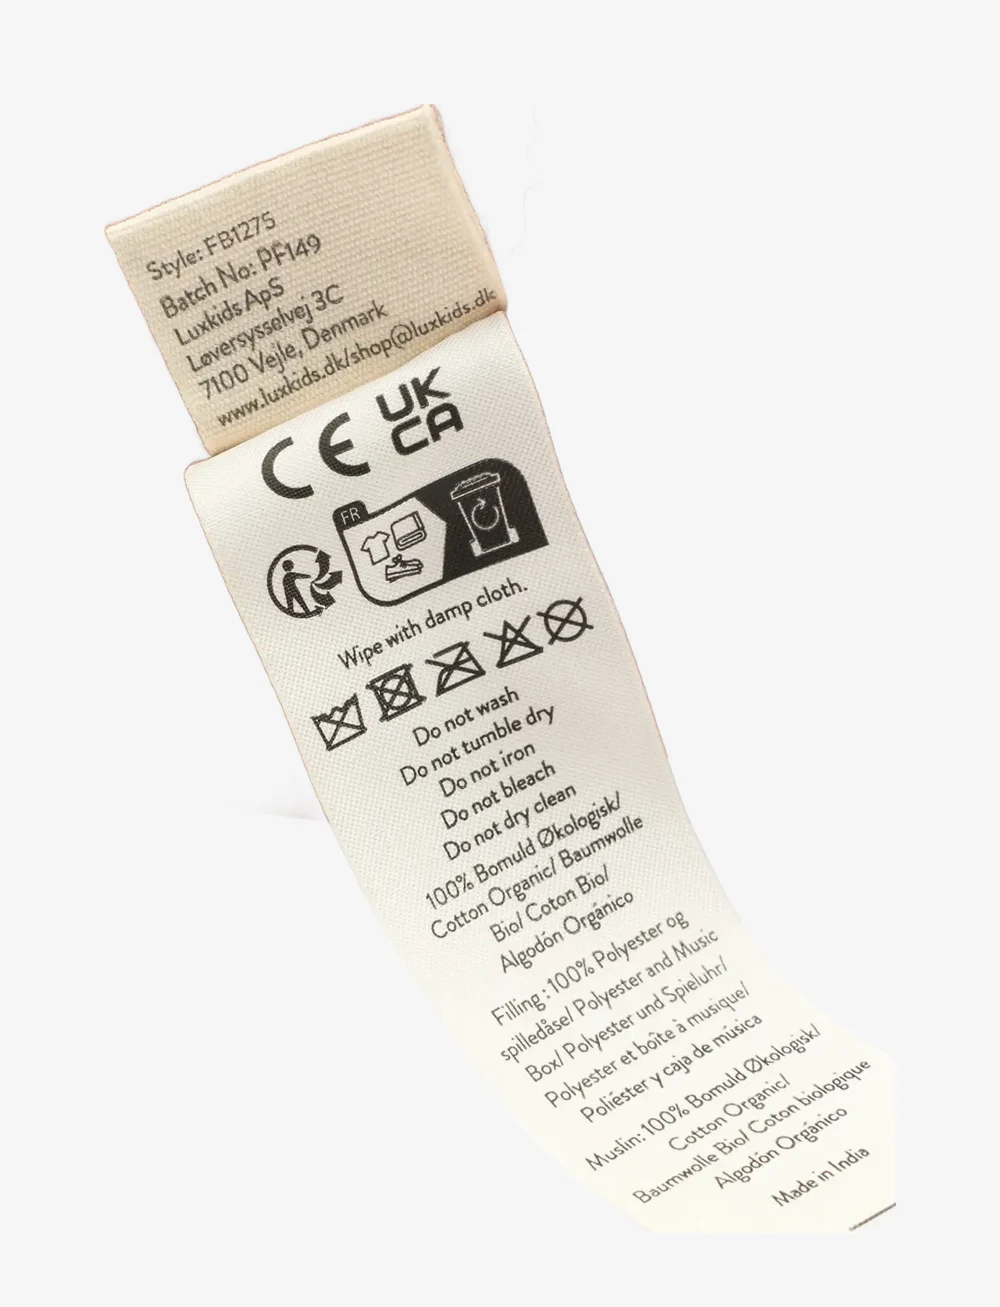 Style: FB1275
Batch No: PF149
Luxkids ApS
Løversysselvej 3C
7100 Vejle, Denmark
www.luxkids.dk/shop@luxkids.dk
CE UK
CA
FR
Wipe with damp cloth.
Do not wash
Do not tumble dry
Do not iron
Do not bleach
Do not dry clean
100% Bomuld Økologisk/
Cotton Organic/ Baumwolle
Bio/ Coton Bio/
Algodón Orgánico
Filling : 100% Polyester og
spilledåse/ Polyester and Music
Box/ Polyester und Spieluhr/
Polyester et boîte à musique/
Poliéster y caja de música
Muslin: 100% Bomuld Økologisk/
Cotton Organic/
Baumwolle Bio/ Coton biologique
Algodón Orgánico
Made in India